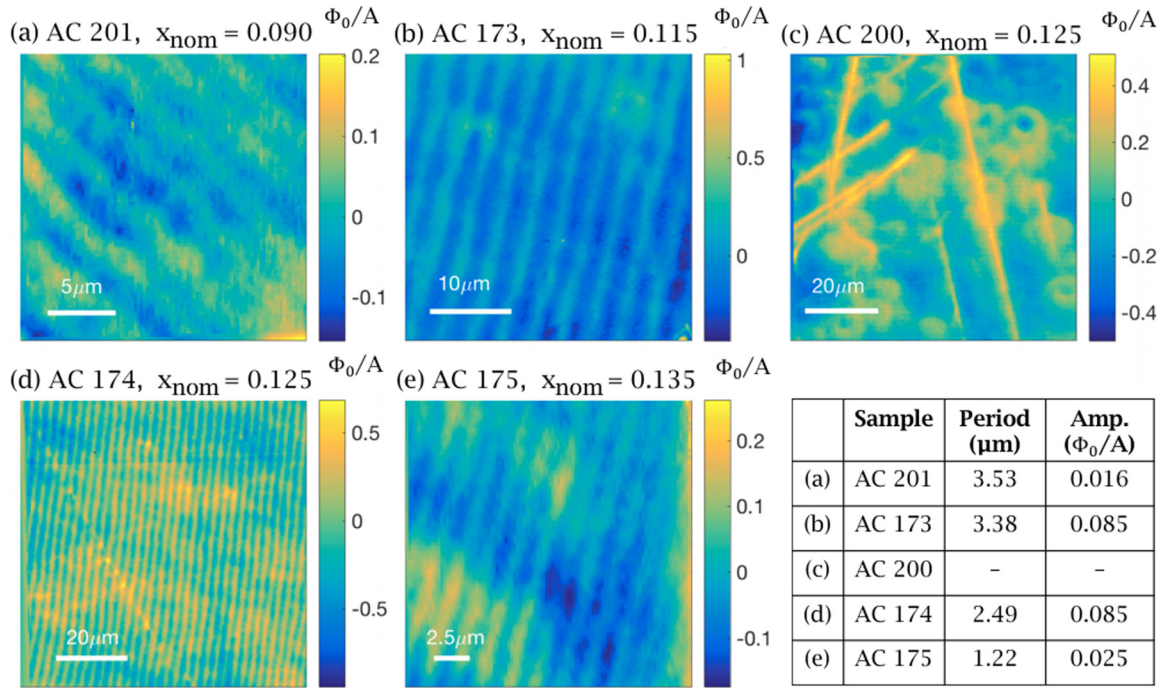 (a) AC 201, x_nom = 0.090
Φ₀/A
0.2
0.1
0
-0.1
5μm
(b) AC 173, x_nom = 0.115
Φ₀/A
1
0.5
0
10μm
(c) AC 200, x_nom = 0.125
Φ₀/A
0.4
0.2
0
-0.2
-0.4
20μm
(d) AC 174, x_nom = 0.125
Φ₀/A
0.5
0
-0.5
20μm
(e) AC 175, x_nom = 0.135
Φ₀/A
0.2
0.1
0
-0.1
2.5μm
Sample Period (μm) Amp. (Φ₀/A)
(a) AC 201 3.53 0.016
(b) AC 173 3.38 0.085
(c) AC 200 – –
(d) AC 174 2.49 0.085
(e) AC 175 1.22 0.025